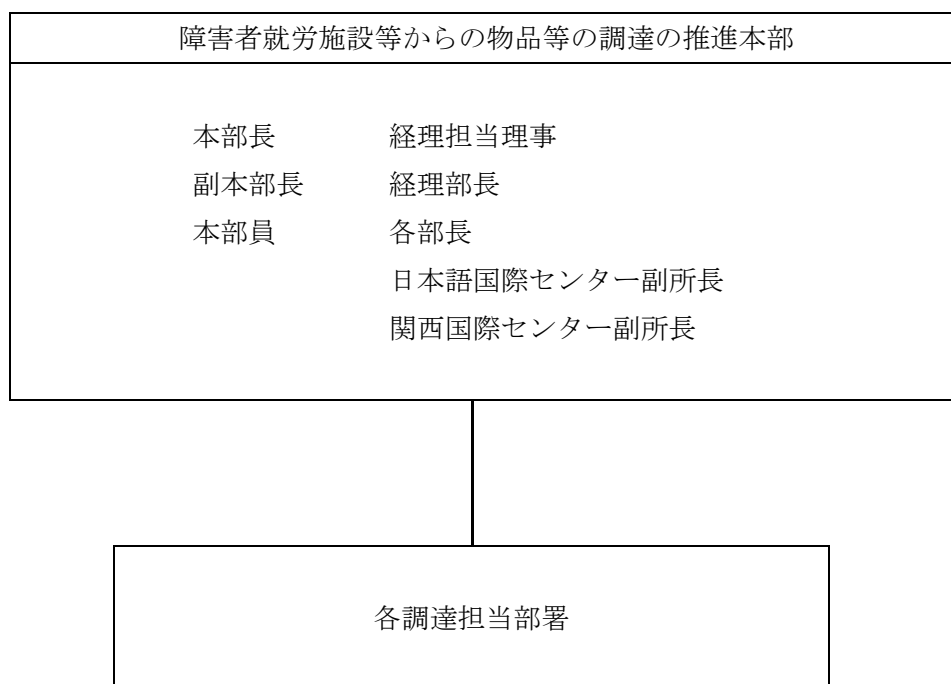 障害者就労施設等からの物品等の調達の推進本部
本部長 経理担当理事
副本部長 経理部長
本部員 各部長
日本語国際センター副所長
関西国際センター副所長
各調達担当部署